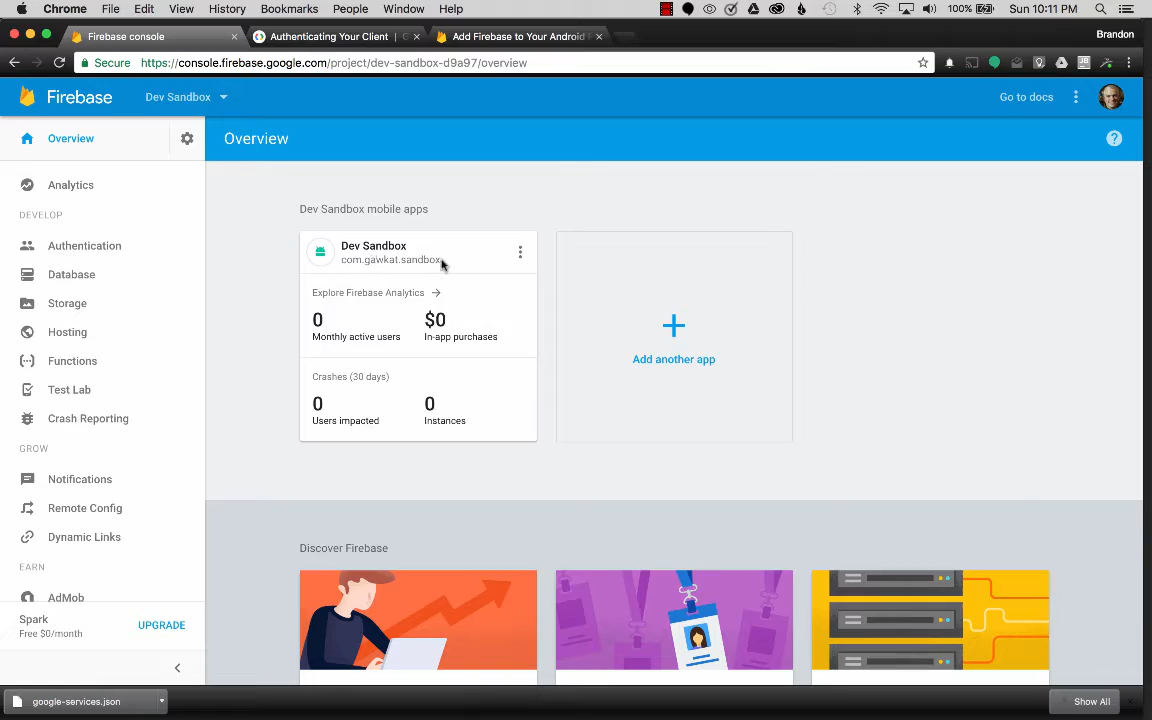 Chrome File Edit View History Bookmarks People Window Help 100% Sun 10:11 PM
Firebase console Authenticating Your Client Add Firebase to Your Android Brandon
Secure https://console.firebase.google.com/project/dev-sandbox-d9a97/overview
Firebase Dev Sandbox Go to docs
Overview
Overview
Analytics
DEVELOP
Authentication
Database
Storage
Hosting
Functions
Test Lab
Crash Reporting
GROW
Notifications
Remote Config
Dynamic Links
EARN
AdMob
Spark
Free $0/month
UPGRADE
Dev Sandbox mobile apps
Dev Sandbox
com.gawkat.sandbox
Explore Firebase Analytics
0 $0
Monthly active users In-app purchases
Crashes (30 days)
0 0
Users impacted Instances
Add another app
Discover Firebase
google-services.json
Show All